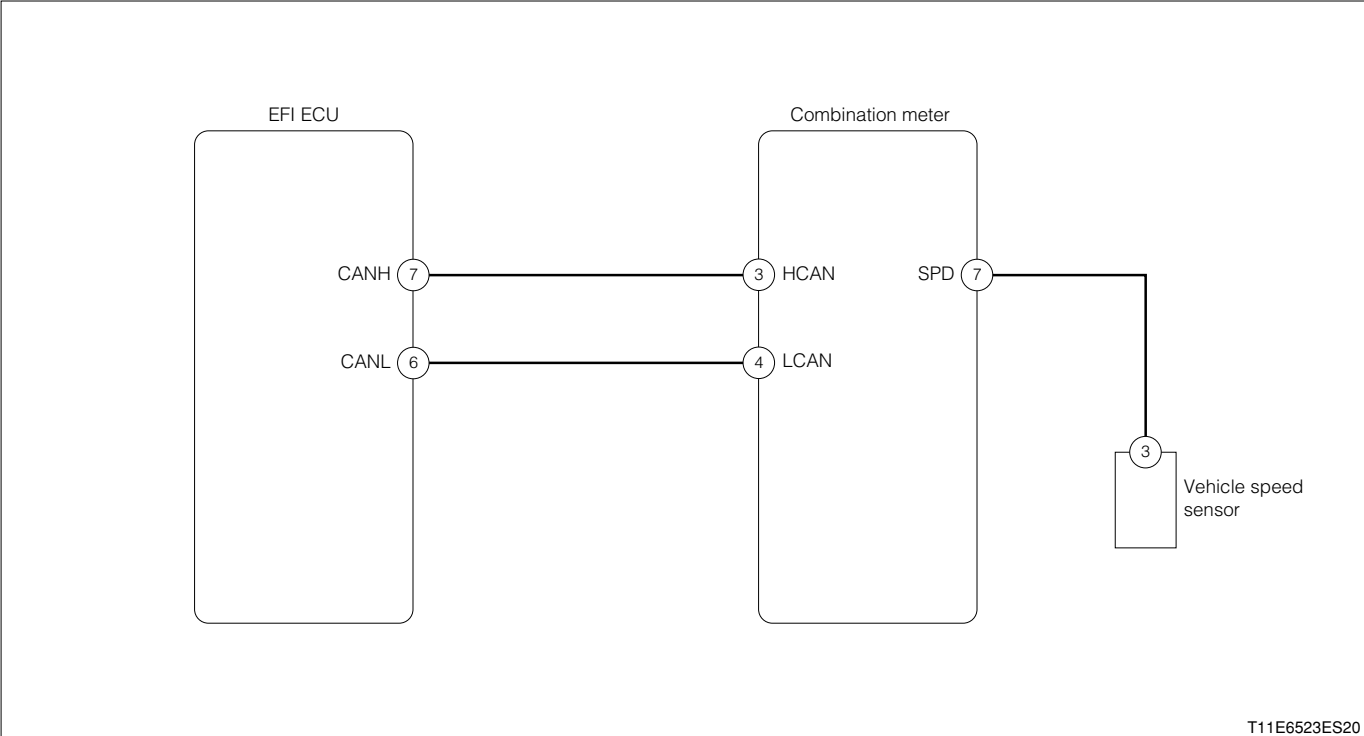 EFI ECU
Combination meter
CANH 7
3 HCAN
SPD 7
CANL 6
4 LCAN
3
Vehicle speed
sensor
T11E6523ES20